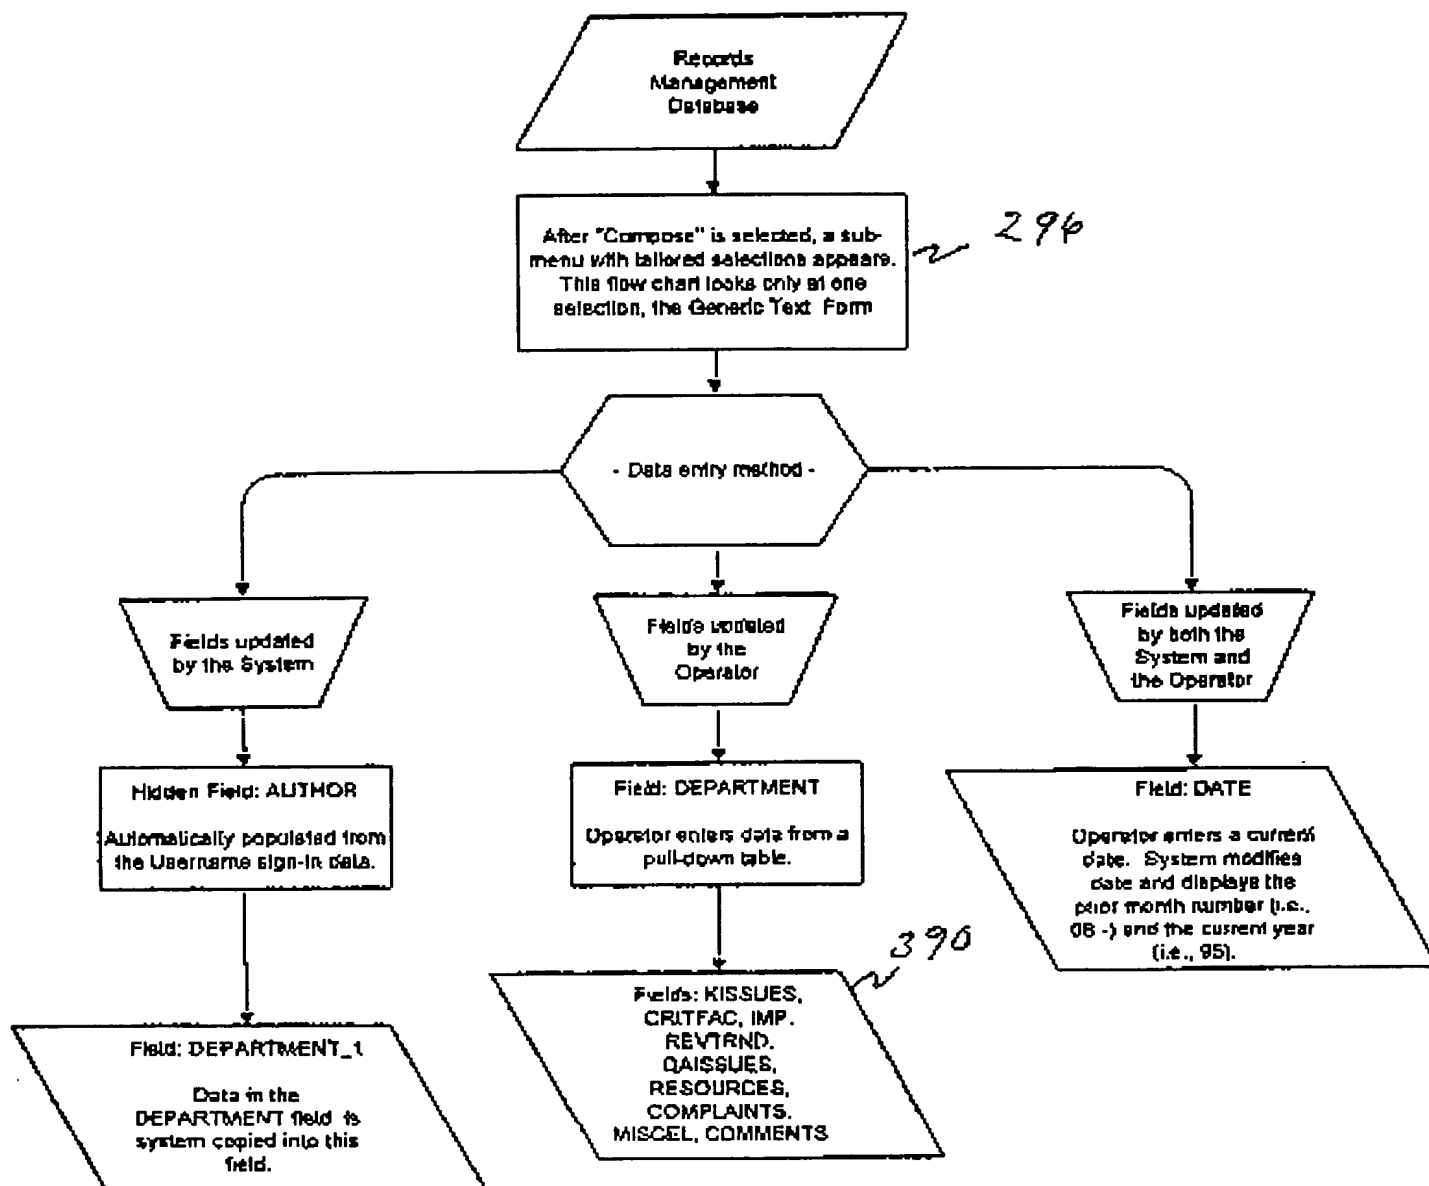 Records
Management
Database
After "Compose" is selected, a sub-
menu with tailored selections appears.
This flow chart looks only at one
selection, the Generic Text Form
296
- Data entry method -
Fields updated
by the System
Fields updated
by the
Operator
Fields updated
by both the
System and
the Operator
Hidden Field: AUTHOR
Automatically populated from
the Username sign-in data.
Field: DEPARTMENT
Operator enters data from a
pull-down table.
Field: DATE
Operator enters a current
date. System modifies
date and displays the
prior month number (i.e.,
08 -) and the current year
(i.e., 95).
390
Field: DEPARTMENT_1
Data in the
DEPARTMENT field is
system copied into this
field.
Fields: KISSUES,
CRITFAC, IMP.
REVTRND.
QAISSUES,
RESOURCES,
COMPLAINTS.
MISCEL, COMMENTS